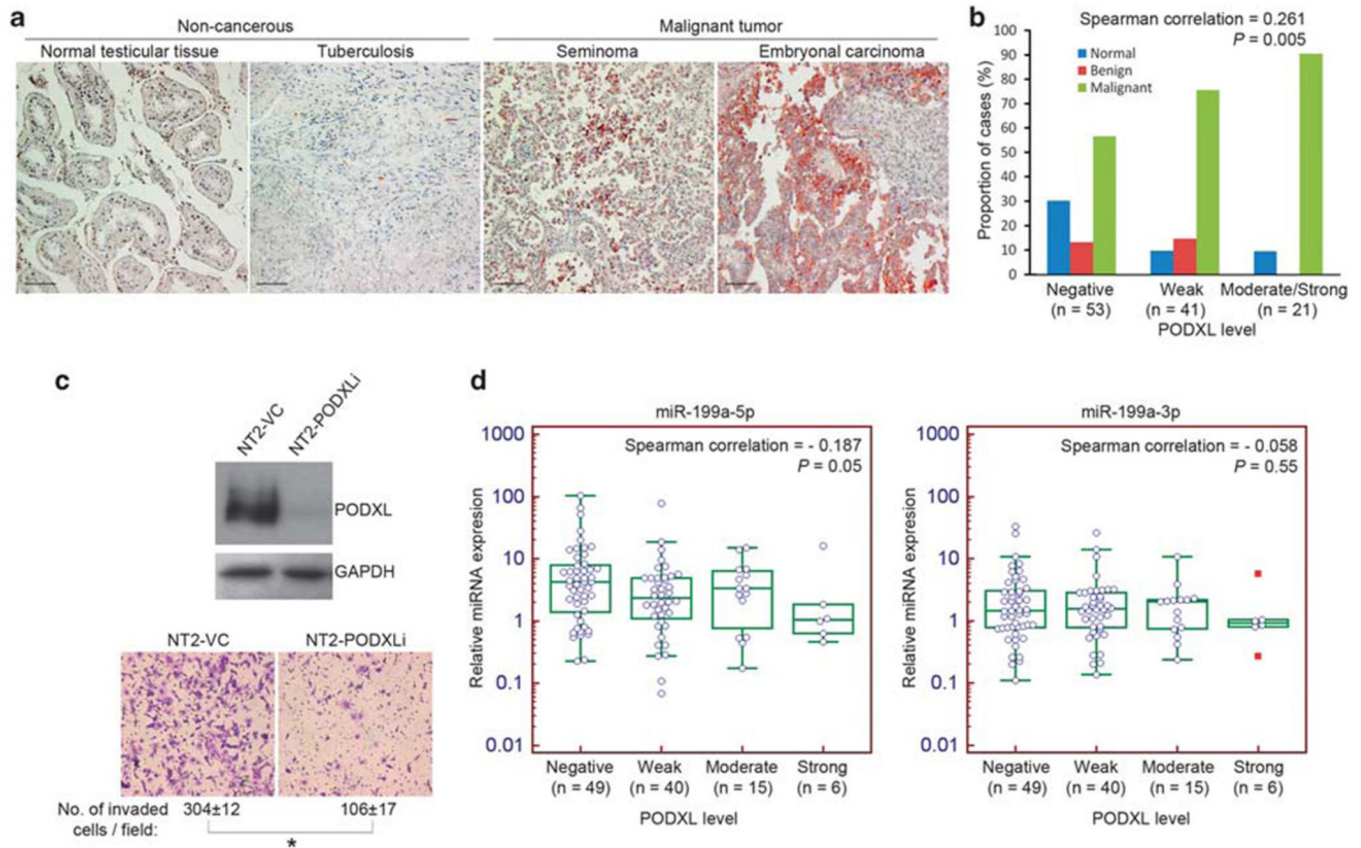 a
Non-cancerous
Malignant tumor
Normal testicular tissue
Tuberculosis
Seminoma
Embryonal carcinoma
b
Spearman correlation = 0.261
P = 0.005
Normal
Benign
Malignant
Proportion of cases (%)
100
90
80
70
60
50
40
30
20
10
0
Negative
Weak
Moderate/Strong
(n = 53)
(n = 41)
(n = 21)
PODXL level
c
NT2-VC
NT2-PODXLi
PODXL
GAPDH
NT2-VC
NT2-PODXLi
No. of invaded
cells / field:
304±12
106±17
*
d
miR-199a-5p
Spearman correlation = - 0.187
P = 0.05
Relative miRNA expresion
1000
100
10
1
0.1
0.01
Negative
Weak
Moderate
Strong
(n = 49)
(n = 40)
(n = 15)
(n = 6)
PODXL level
miR-199a-3p
Spearman correlation = - 0.058
P = 0.55
Relative miRNA expresion
1000
100
10
1
0.1
0.01
Negative
Weak
Moderate
Strong
(n = 49)
(n = 40)
(n = 15)
(n = 6)
PODXL level